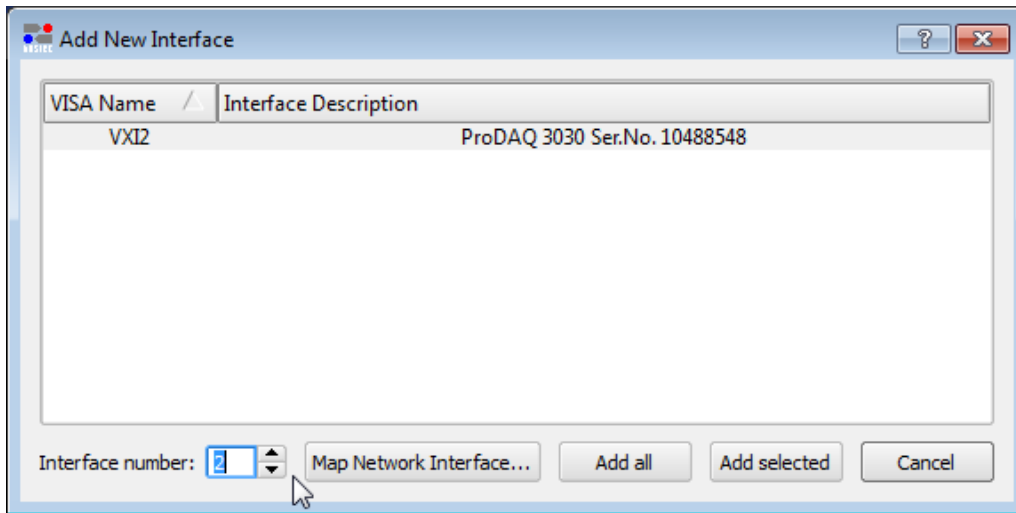 Add New Interface
VISA Name Interface Description
VXI2 ProDAQ 3030 Ser.No. 10488548
Interface number: 2 Map Network Interface... Add all Add selected Cancel